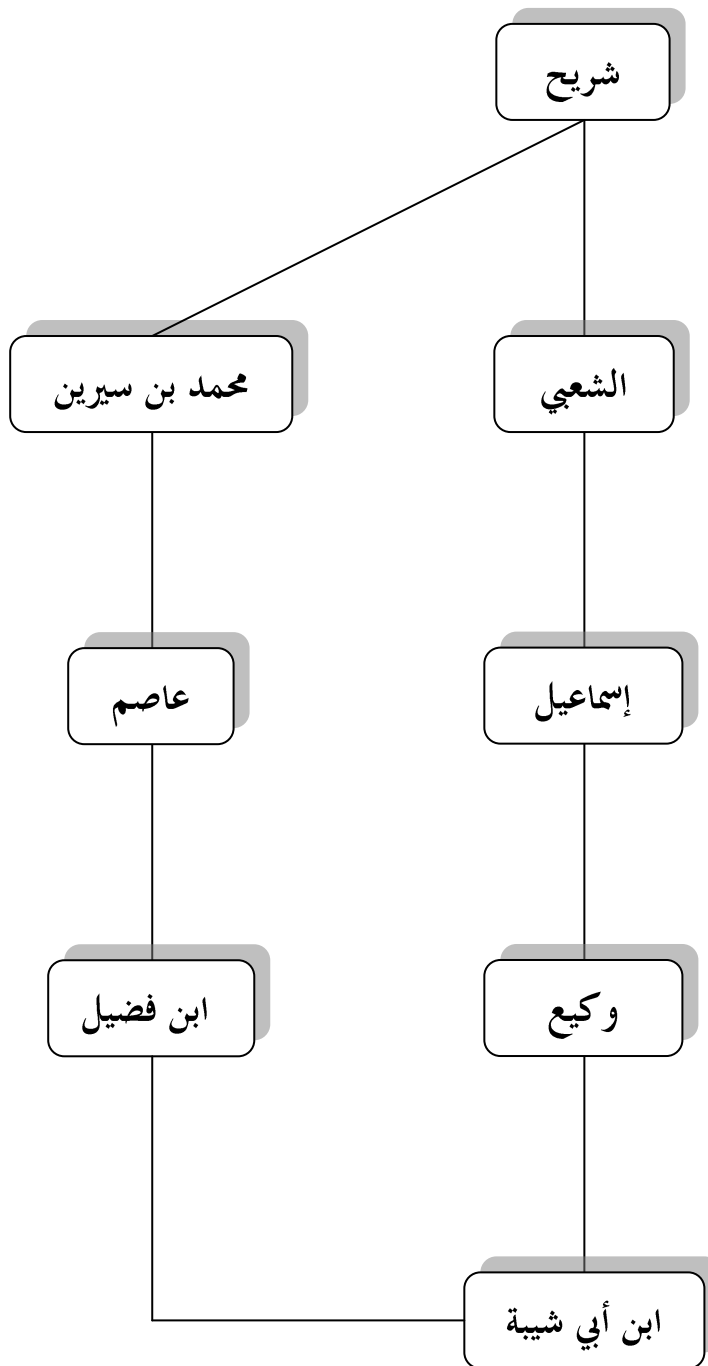 شريح
الشعبي
محمد بن سيرين
إسماعيل
عاصم
وكيع
ابن فضيل
ابن أبي شيبة